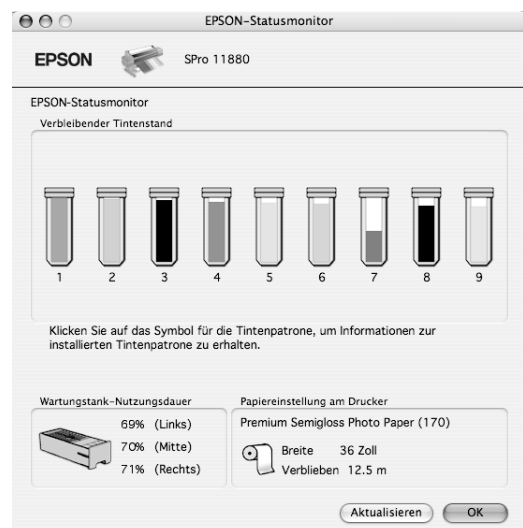 EPSON-Statusmonitor
EPSON
SPro 11880
EPSON-Statusmonitor
Verbleibender Tintenstand
1 2 3 4 5 6 7 8 9
Klicken Sie auf das Symbol für die Tintenpatrone, um Informationen zur
installierten Tintenpatrone zu erhalten.
Wartungstank-Nutzungsdauer
69% (Links)
70% (Mitte)
71% (Rechts)
Papiereinstellung am Drucker
Premium Semigloss Photo Paper (170)
Breite 36 Zoll
Verblieben 12.5 m
Aktualisieren OK